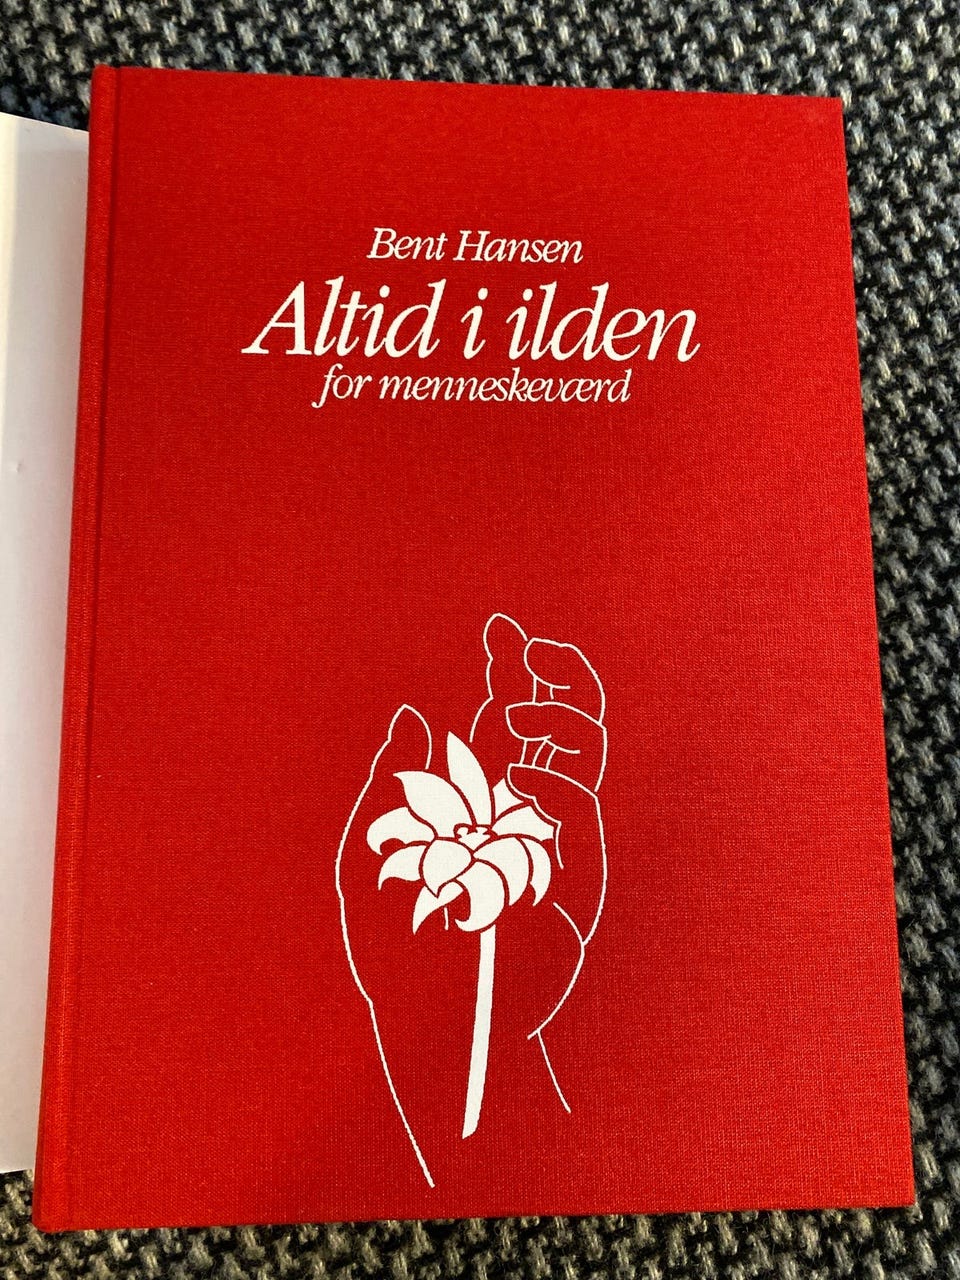 Bent Hansen
Altid i ilden
for menneskeværd